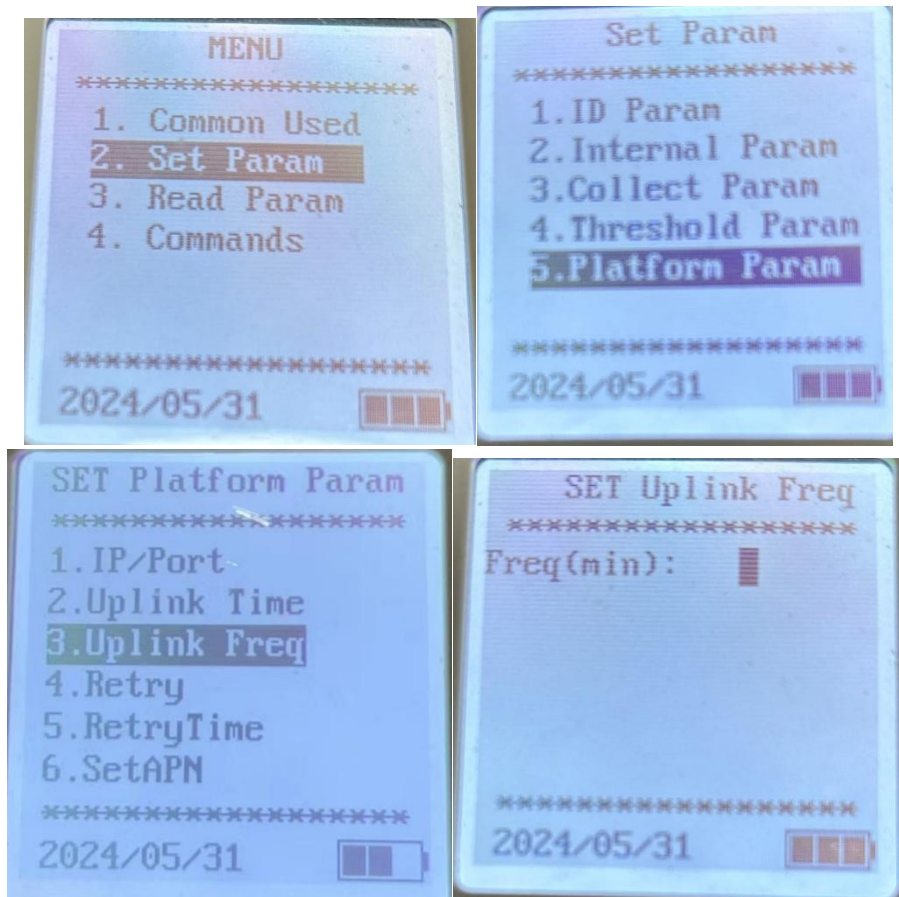 MENU
******************
1. Common Used
2. Set Param
3. Read Param
4. Commands
*******************
2024/05/31
Set Param
******************
1.ID Param
2.Internal Param
3.Collect Param
4.Threshold Param
5.Platform Param
******************
2024/05/31
SET Platform Param
******************
1.IP/Port
2.Uplink Time
3.Uplink Freq
4.Retry
5.RetryTime
6.SetAPN
******************
2024/05/31
SET Uplink Freq
******************
Freq(min):
******************
2024/05/31